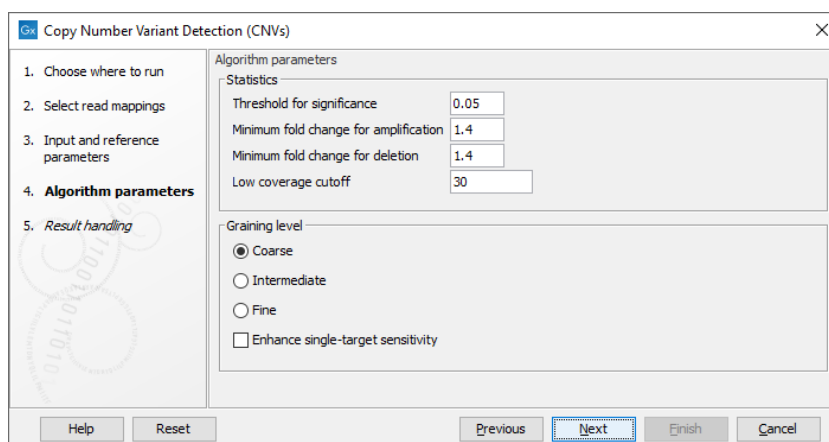 Gx Copy Number Variant Detection (CNVs)
1. Choose where to run
2. Select read mappings
3. Input and reference
parameters
4. Algorithm parameters
5. Result handling
Algorithm parameters
Statistics
Threshold for significance 0.05
Minimum fold change for amplification 1.4
Minimum fold change for deletion 1.4
Low coverage cutoff 30
Graining level
Coarse
Intermediate
Fine
Enhance single-target sensitivity
Help Reset Previous Next Finish Cancel